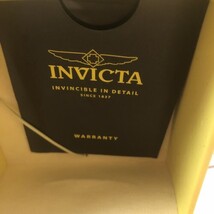 INVICTA
INVINCIBLE IN DETAIL
SINCE 1837
WARRANTY